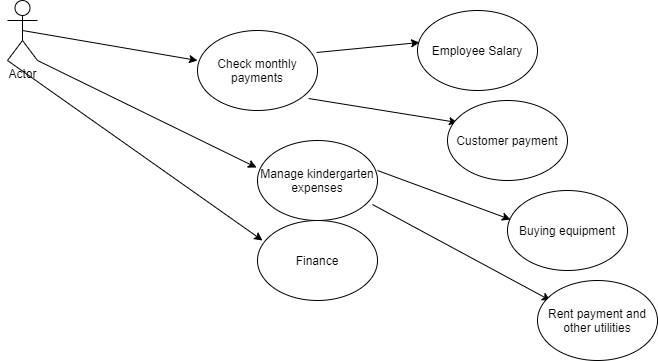 Actor
Check monthly
payments
Employee Salary
Customer payment
Manage kindergarten
expenses
Buying equipment
Finance
Rent payment and
other utilities